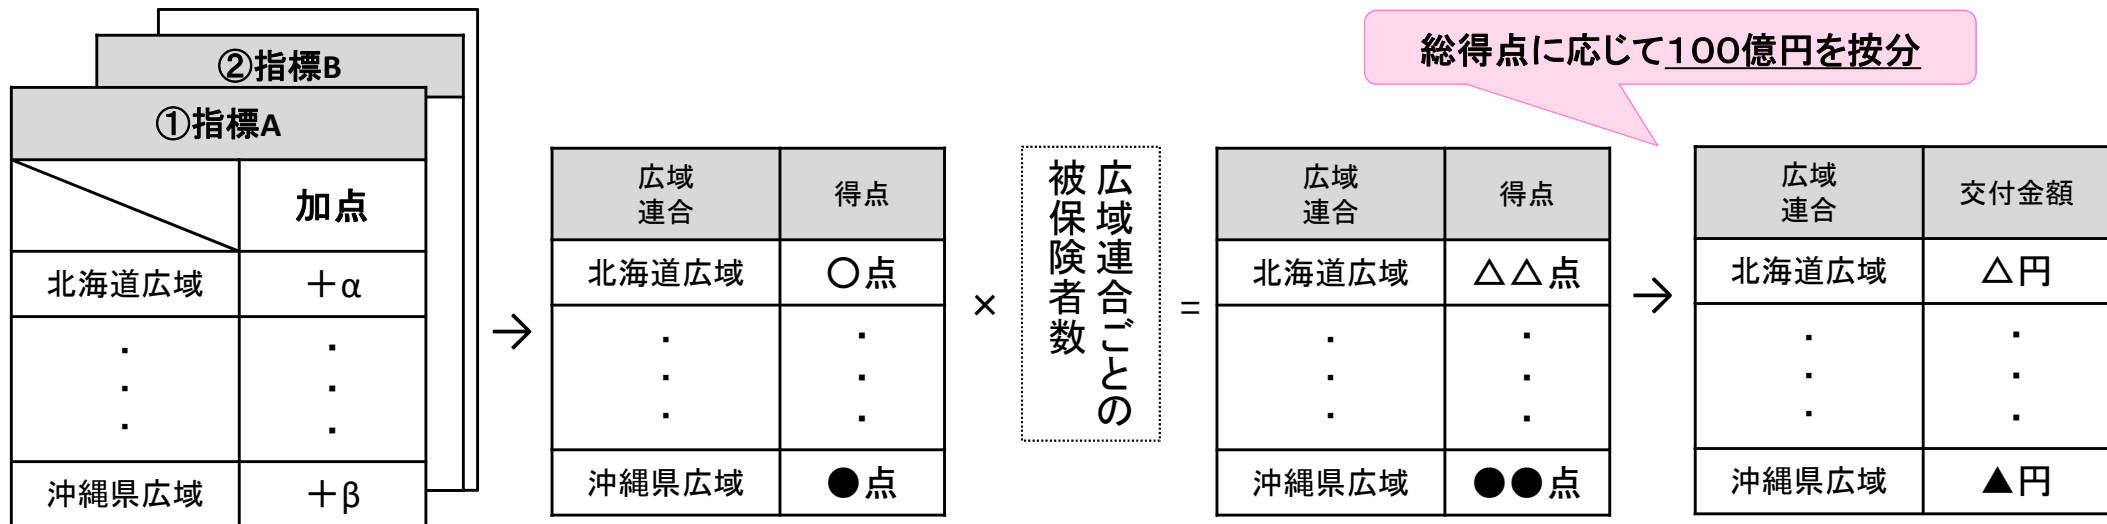 総得点に応じて100億円を按分
②指標B
①指標A
加点
北海道広域 ＋α
・ ・
・ ・
・ ・
沖縄県広域 ＋β
→
広域連合 得点
北海道広域 〇点
・ ・
・ ・
・ ・
沖縄県広域 ●点
×
広域連合ごとの
被保険者数
＝
広域連合 得点
北海道広域 △△点
・ ・
・ ・
・ ・
沖縄県広域 ●●点
→
広域連合 交付金額
北海道広域 △円
・ ・
・ ・
・ ・
沖縄県広域 ▲円